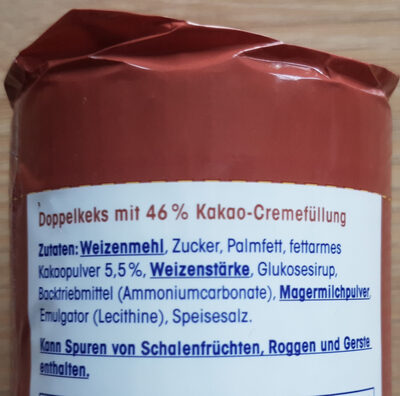 Doppelkeks mit 46 % Kakao-Cremefüllung
Zutaten: Weizenmehl, Zucker, Palmfett, fettarmes
Kakaopulver 5,5 %, Weizenstärke, Glukosesirup,
Backtriebmittel (Ammoniumcarbonate), Magermilchpulver,
Emulgator (Lecithine), Speisesalz.
Kann Spuren von Schalenfrüchten, Roggen und Gerste
enthalten.